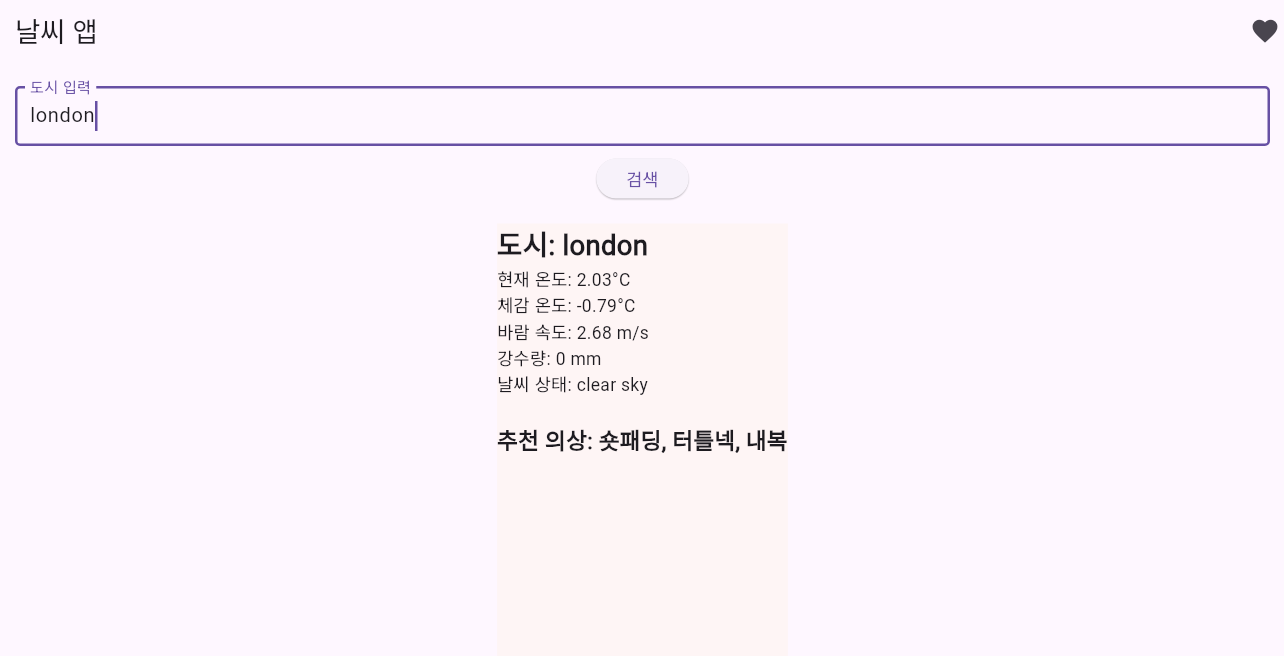 날씨 앱
도시 입력
london
검색
도시: london
현재 온도: 2.03°C
체감 온도: -0.79°C
바람 속도: 2.68 m/s
강수량: 0 mm
날씨 상태: clear sky
추천 의상: 숏패딩, 터틀넥, 내복